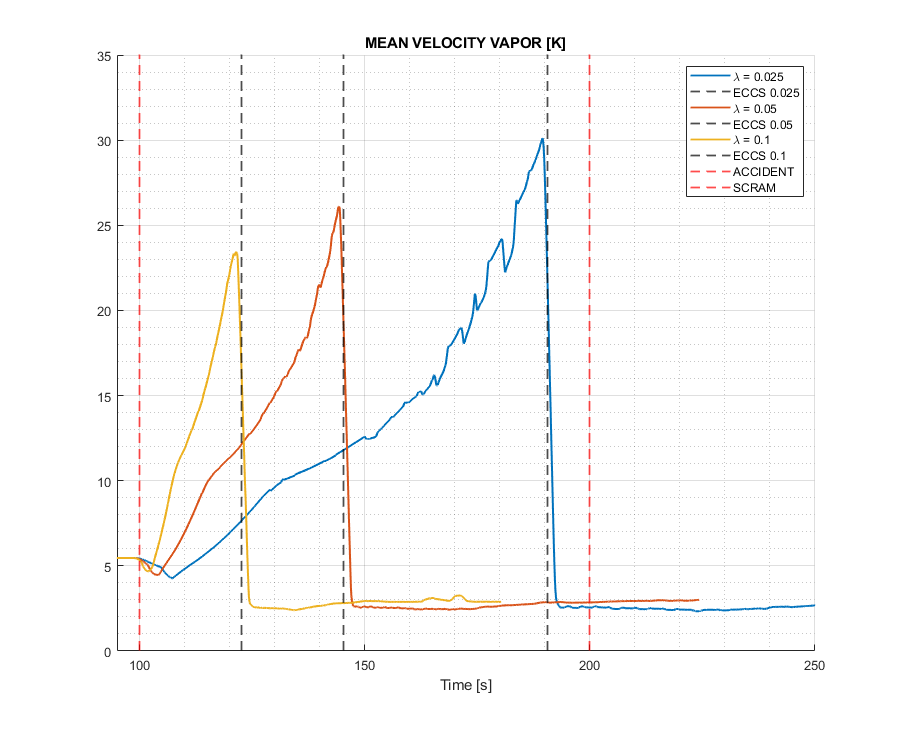 MEAN VELOCITY VAPOR [K]
35
30
25
20
15
10
5
0
λ = 0.025
ECCS 0.025
λ = 0.05
ECCS 0.05
λ = 0.1
ECCS 0.1
ACCIDENT
SCRAM
100
150
200
250
Time [s]